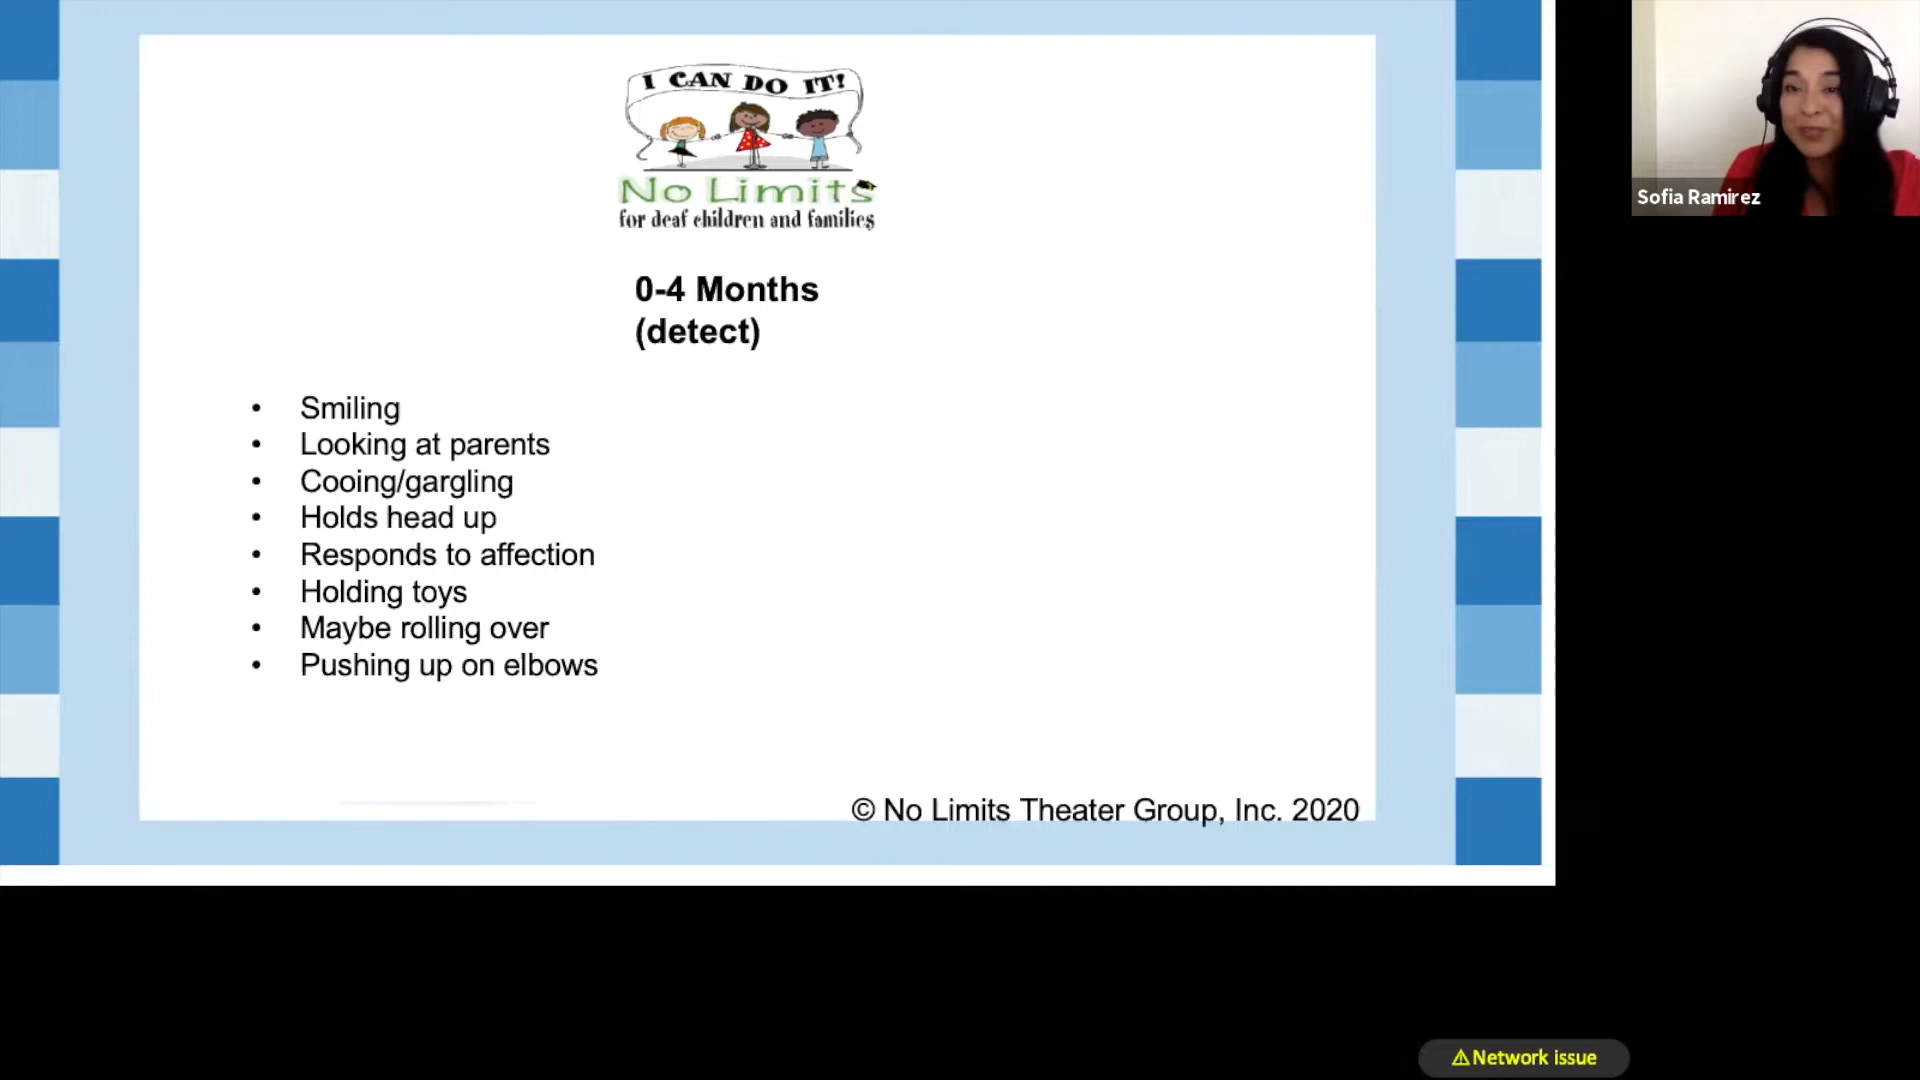 I CAN DO IT!
No Limits
for deaf children and families
0-4 Months
(detect)
• Smiling
• Looking at parents
• Cooing/gargling
• Holds head up
• Responds to affection
• Holding toys
• Maybe rolling over
• Pushing up on elbows
© No Limits Theater Group, Inc. 2020
Sofia Ramirez
⚠Network issue